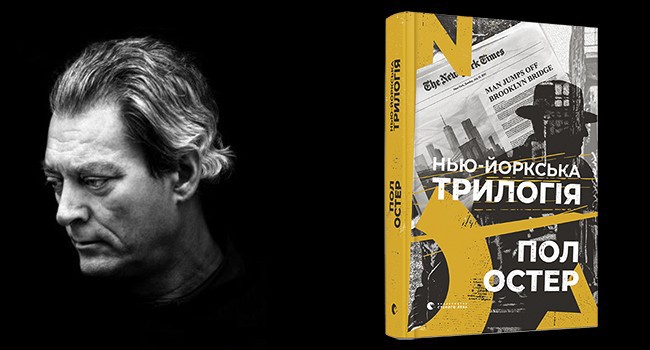 НЬЮ-ЙОРКСЬКА
ТРИЛОГІЯ
ПОЛ
ОСТЕР
The New York Times
MAN JUMPS OFF
BROOKLYN BRIDGE
НЬЮ-ЙОРКСЬКА
ТРИЛОГІЯ
ПОЛ
ОСТЕР